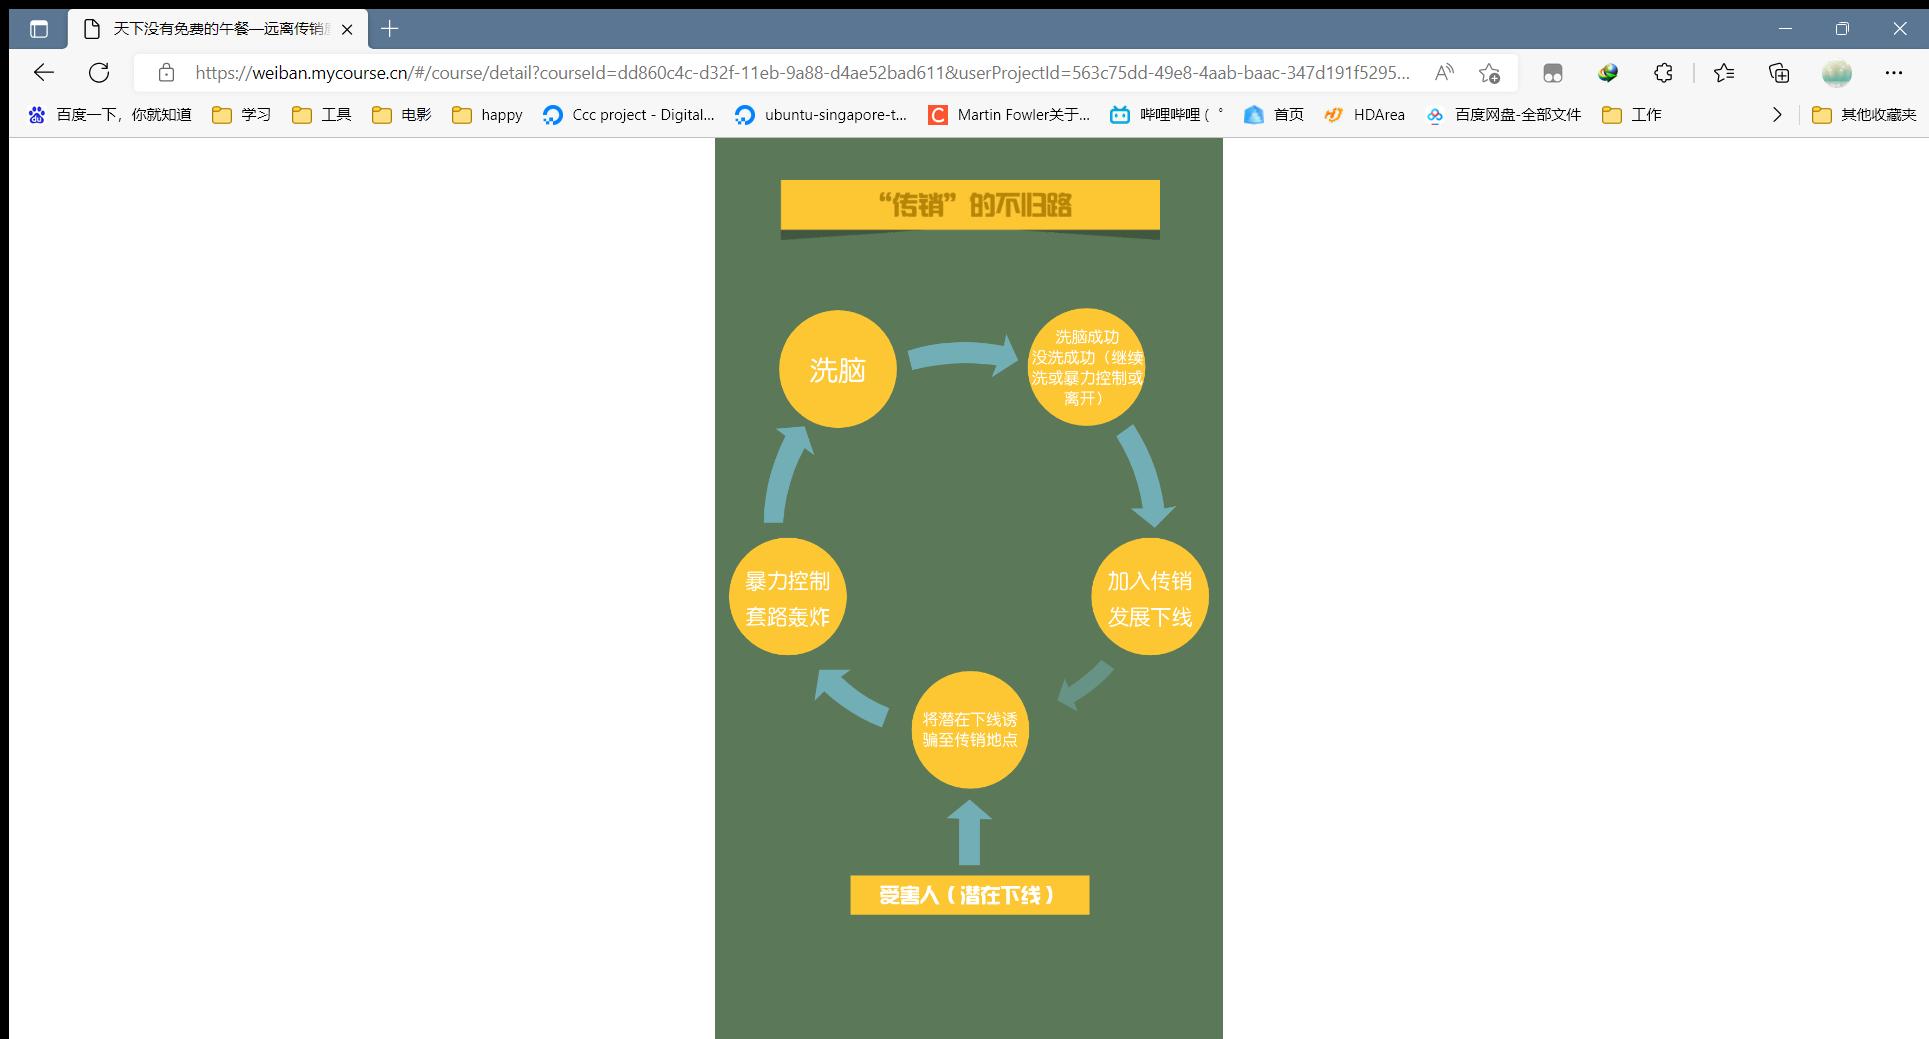 天下没有免费的午餐—远离传销
https://weiban.mycourse.cn/#/course/detail?courseId=dd860c4c-d32f-11eb-9a88-d4ae52bad611&userProjectId=563c75dd-49e8-4aab-baac-347d191f5295...
百度一下，你就知道 学习 工具 电影 happy Ccc project - Digital... ubuntu-singapore-t... Martin Fowler关于... 哔哩哔哩 ( ゜ 首页 HDArea 百度网盘-全部文件 工作 其他收藏夹
“传销”的不归路
洗脑
洗脑成功
没洗成功（继续
洗或暴力控制或
离开）
暴力控制
套路轰炸
加入传销
发展下线
将潜在下线诱
骗至传销地点
受害人（潜在下线）